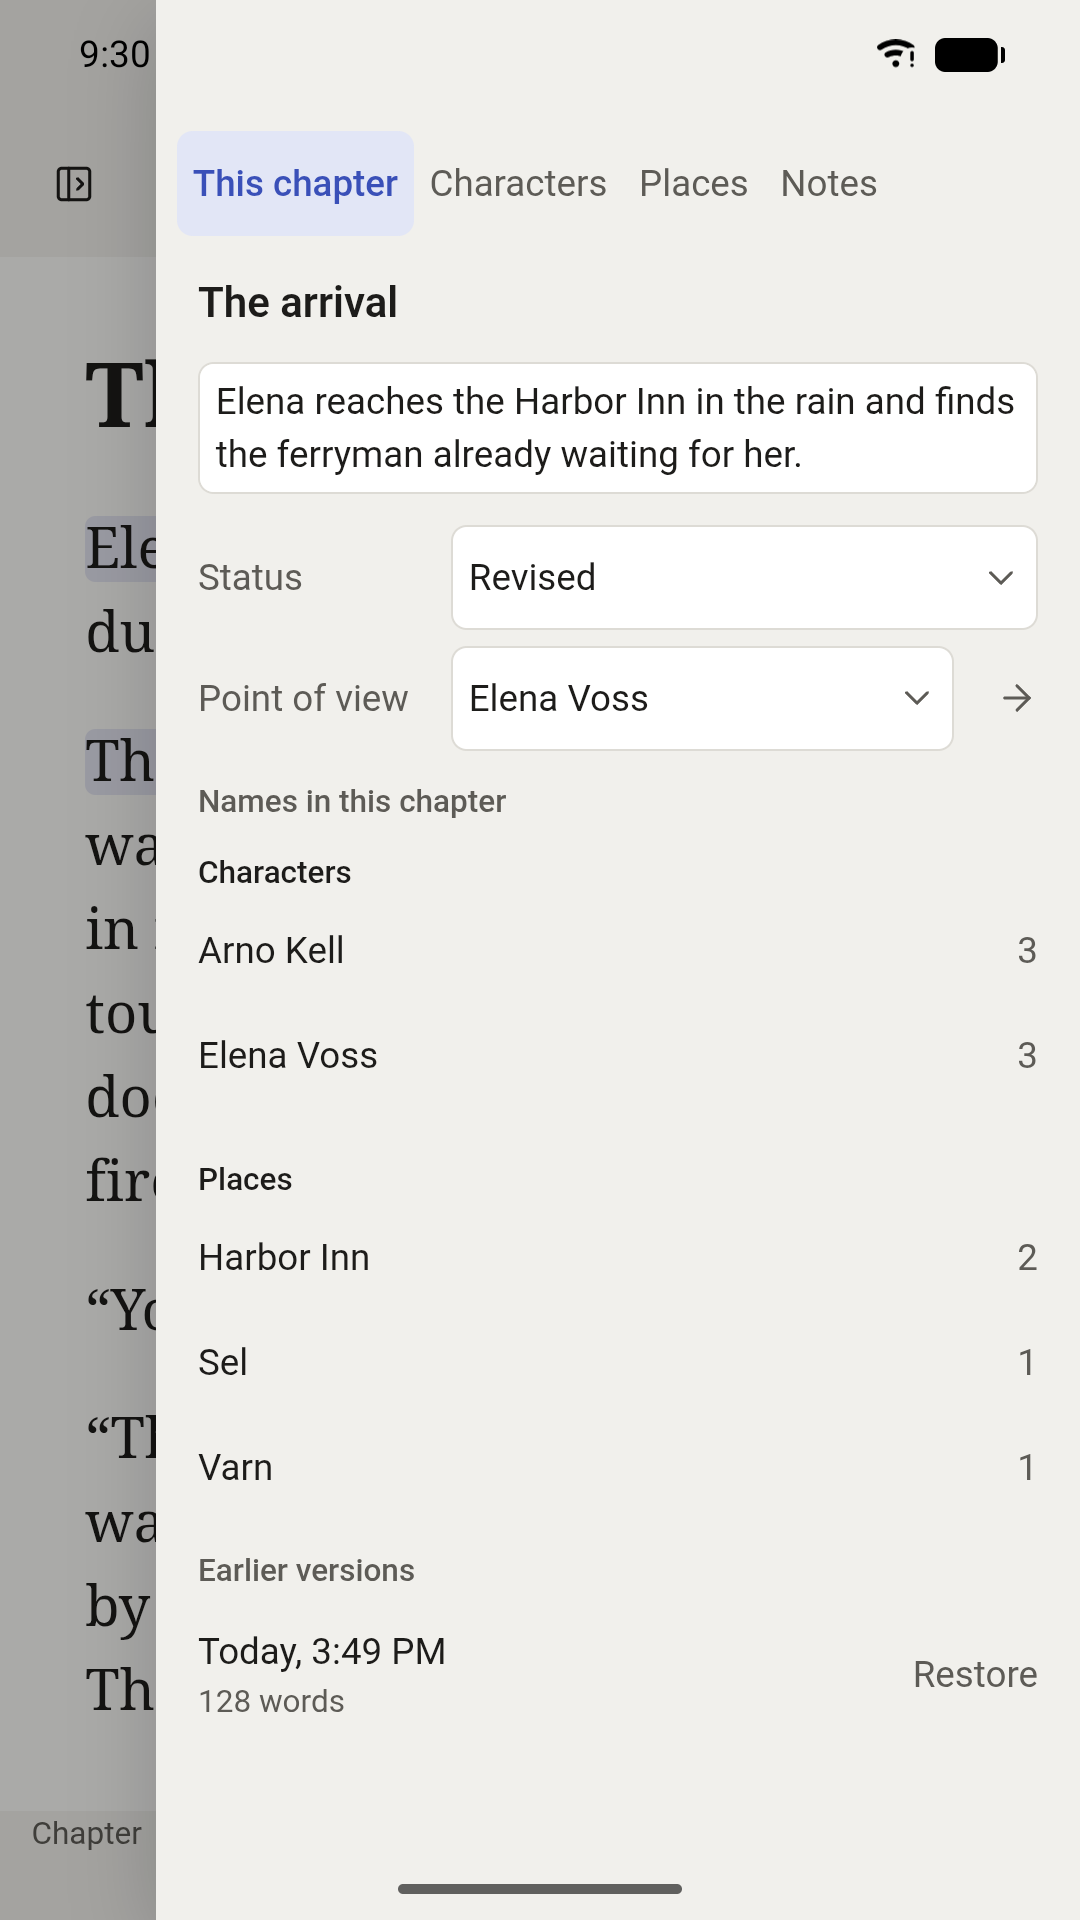 9:30
This chapter Characters Places Notes
The arrival
Elena reaches the Harbor Inn in the rain and finds
the ferryman already waiting for her.
Status Revised
Point of view Elena Voss
Names in this chapter
Characters
Arno Kell 3
Elena Voss 3
Places
Harbor Inn 2
Sel 1
Varn 1
Earlier versions
Today, 3:49 PM
128 words
Restore
du
in
by
Chapter